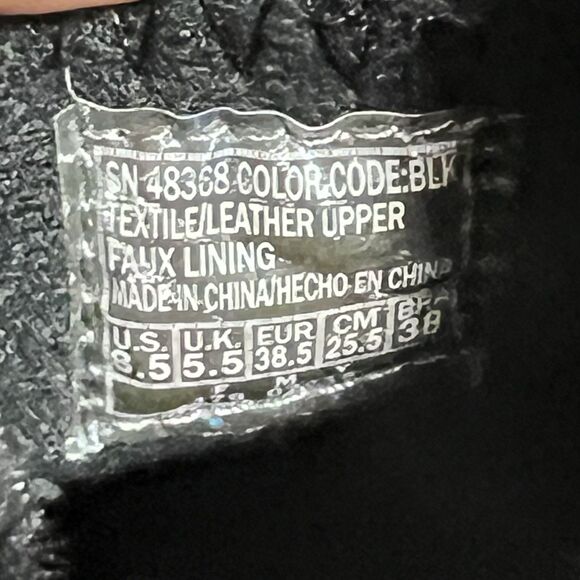 SN 48368 COLOR CODE:BLK
TEXTILE/LEATHER UPPER
FAUX LINING
MADE IN CHINA/HECHO EN CHINA
U.S. U.K. EUR CM
8.5 5.5 38.5 25.5 38